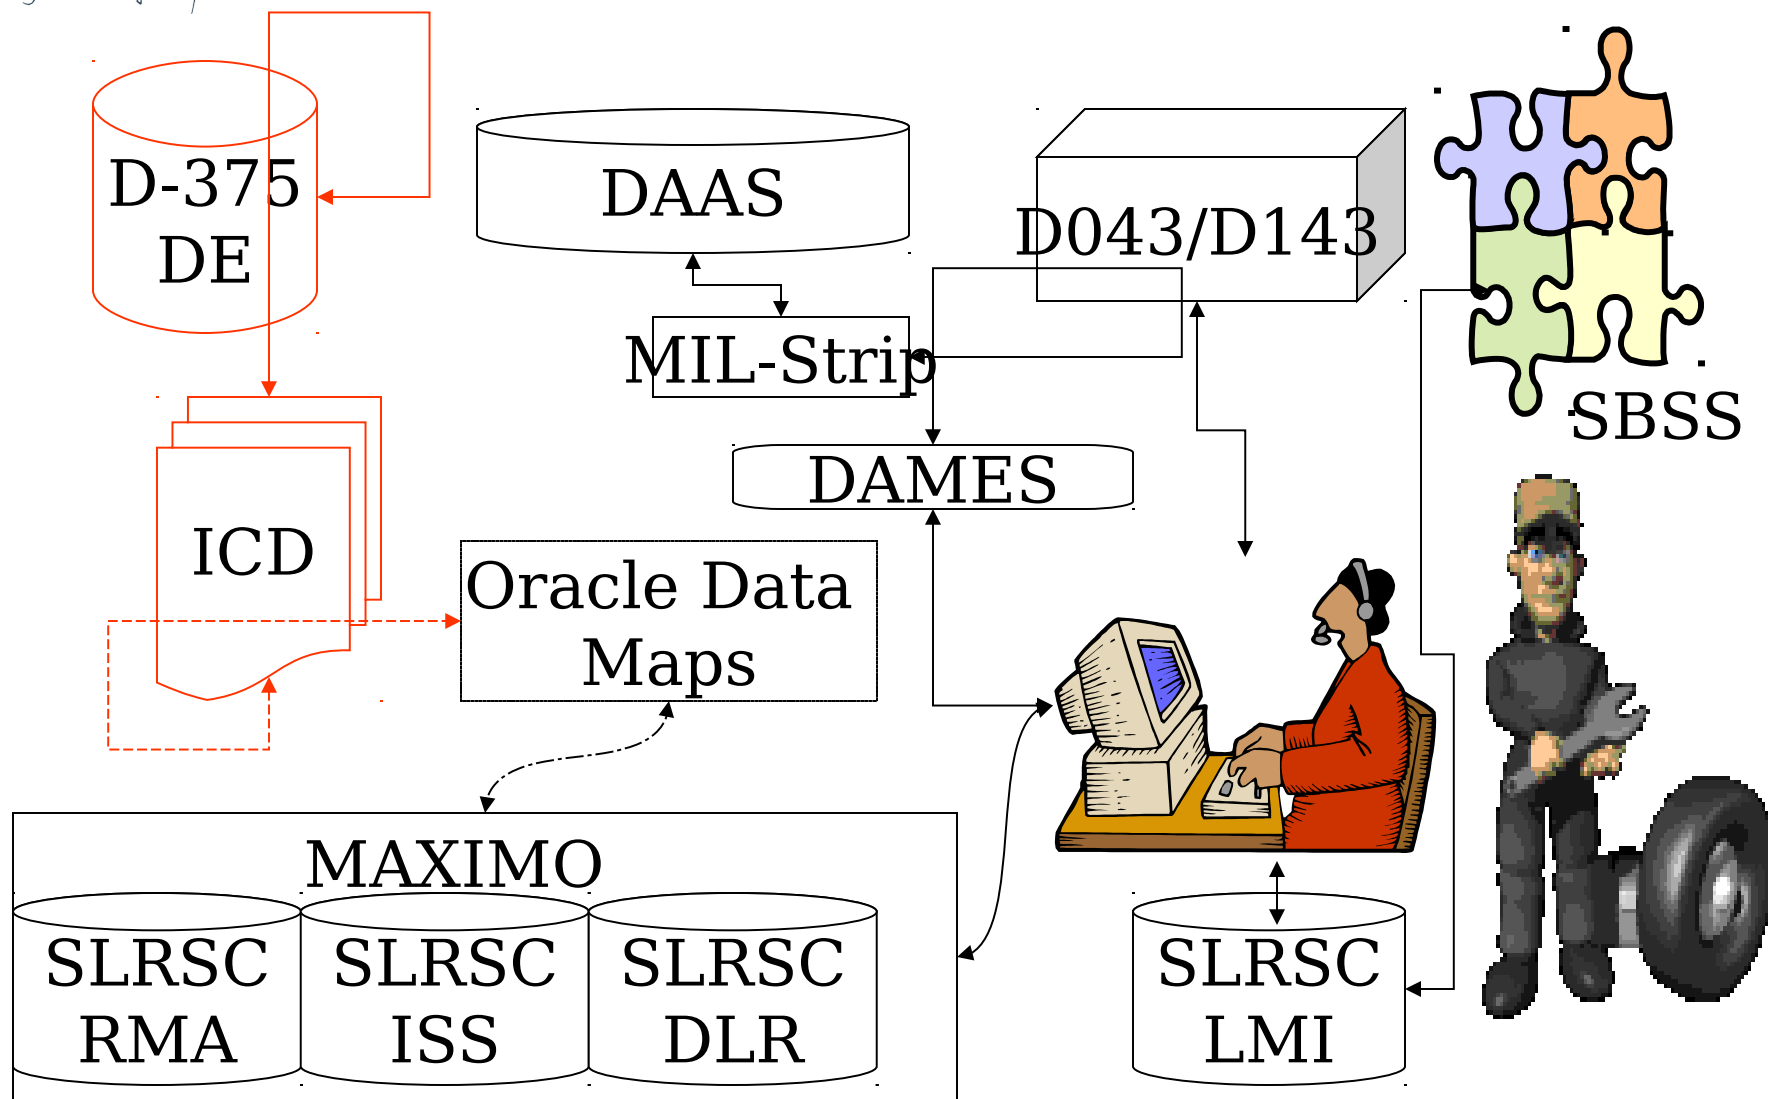 D-375
DE
DAAS
D043/D143
MIL-Strip
SBSS
DAMES
ICD
Oracle Data
Maps
MAXIMO
SLRSC
RMA
SLRSC
ISS
SLRSC
DLR
SLRSC
LMI